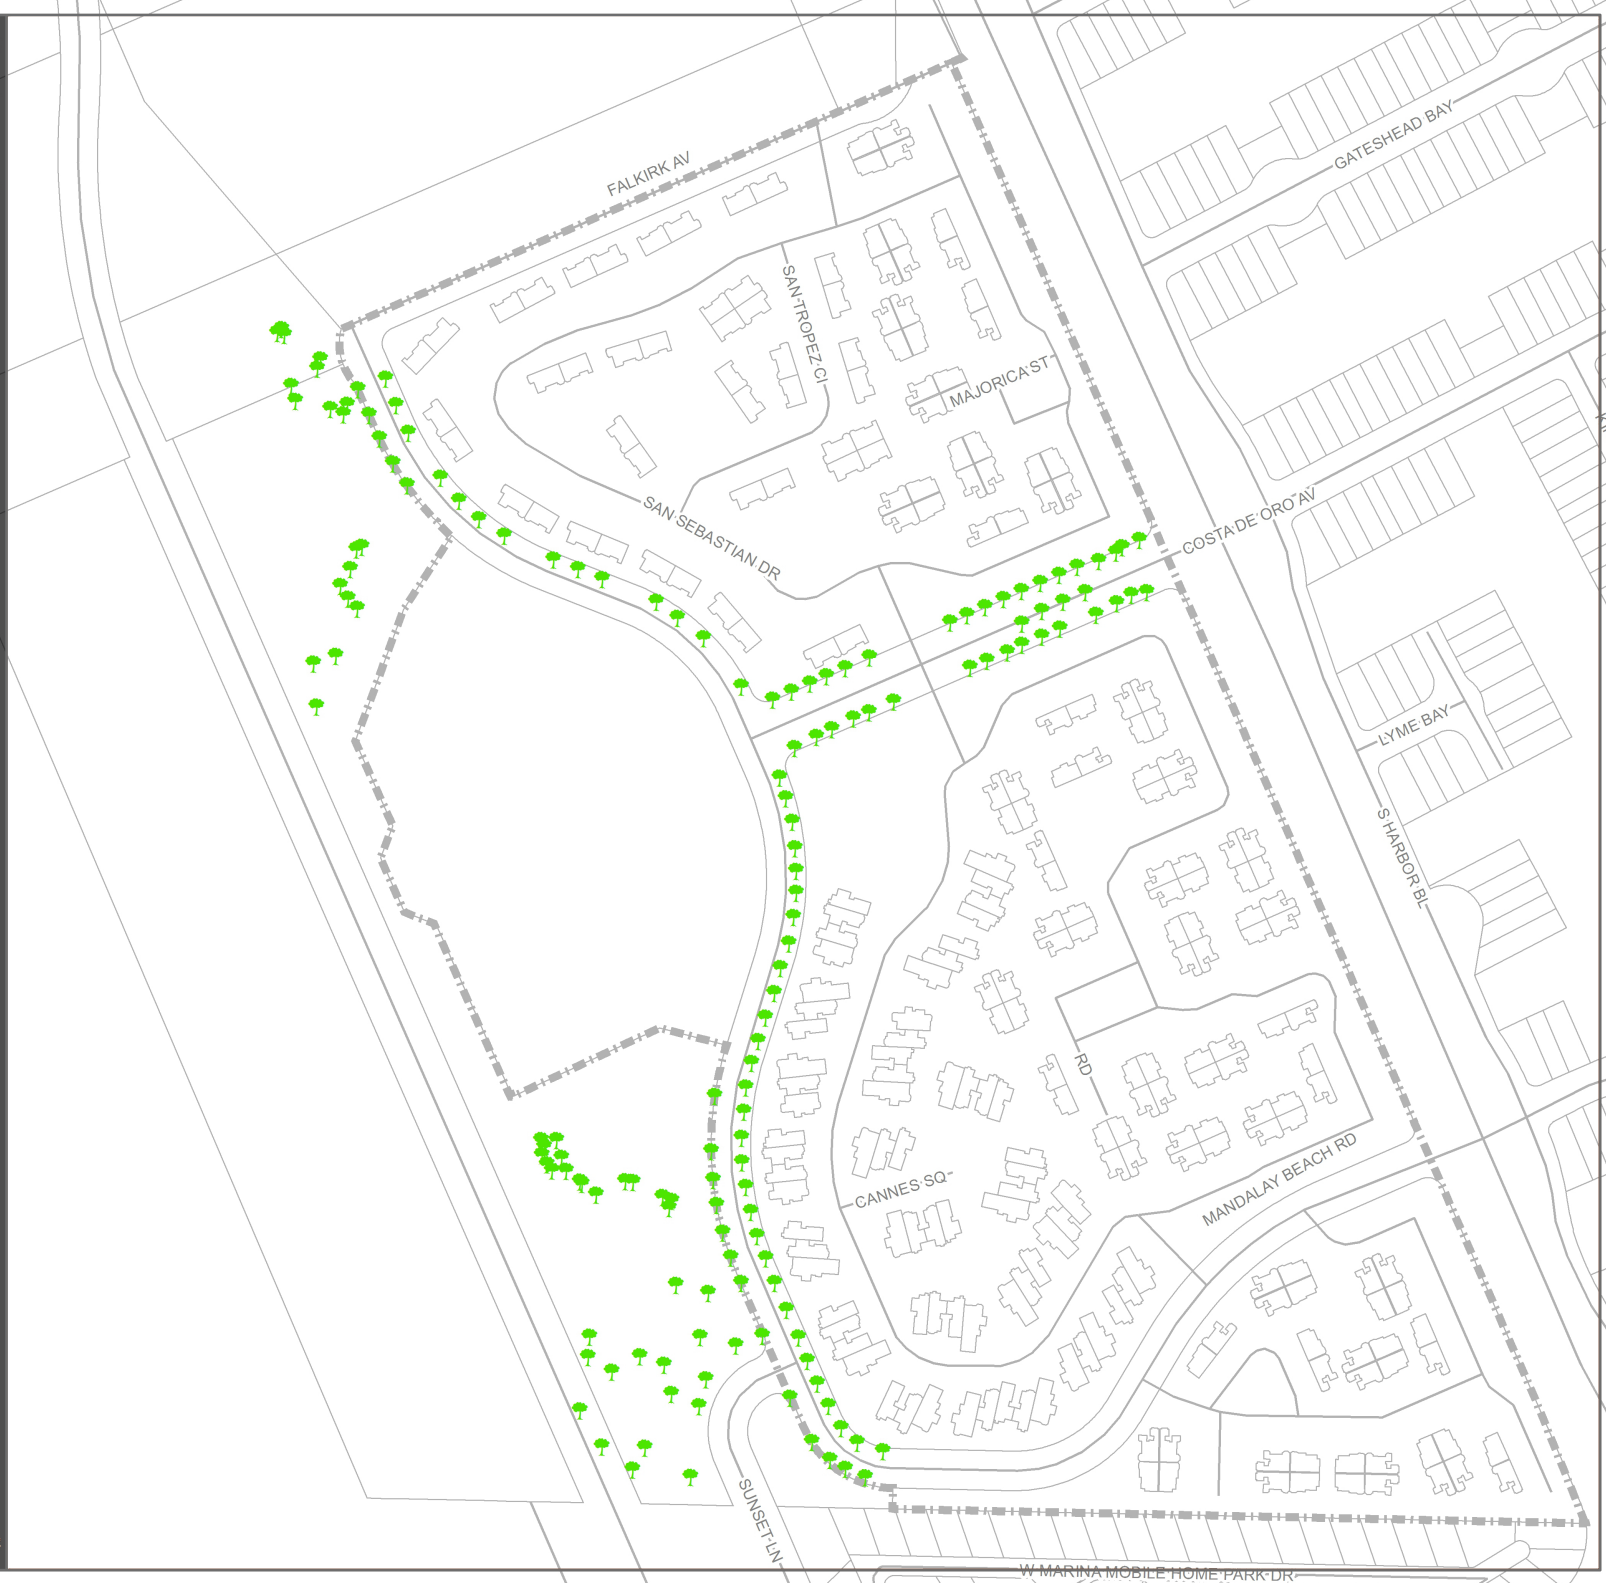 FALKIRK AV
GATESHEAD BAY
SAN TROPEZ CI
MAJORICA ST
SAN SEBASTIAN DR
COSTA DE ORO AV
LYME BAY
S HARBOR BL
RD
MANDALAY BEACH RD
CANNES SQ
SUNSET LN
W MARINA MOBILE HOME PARK DR